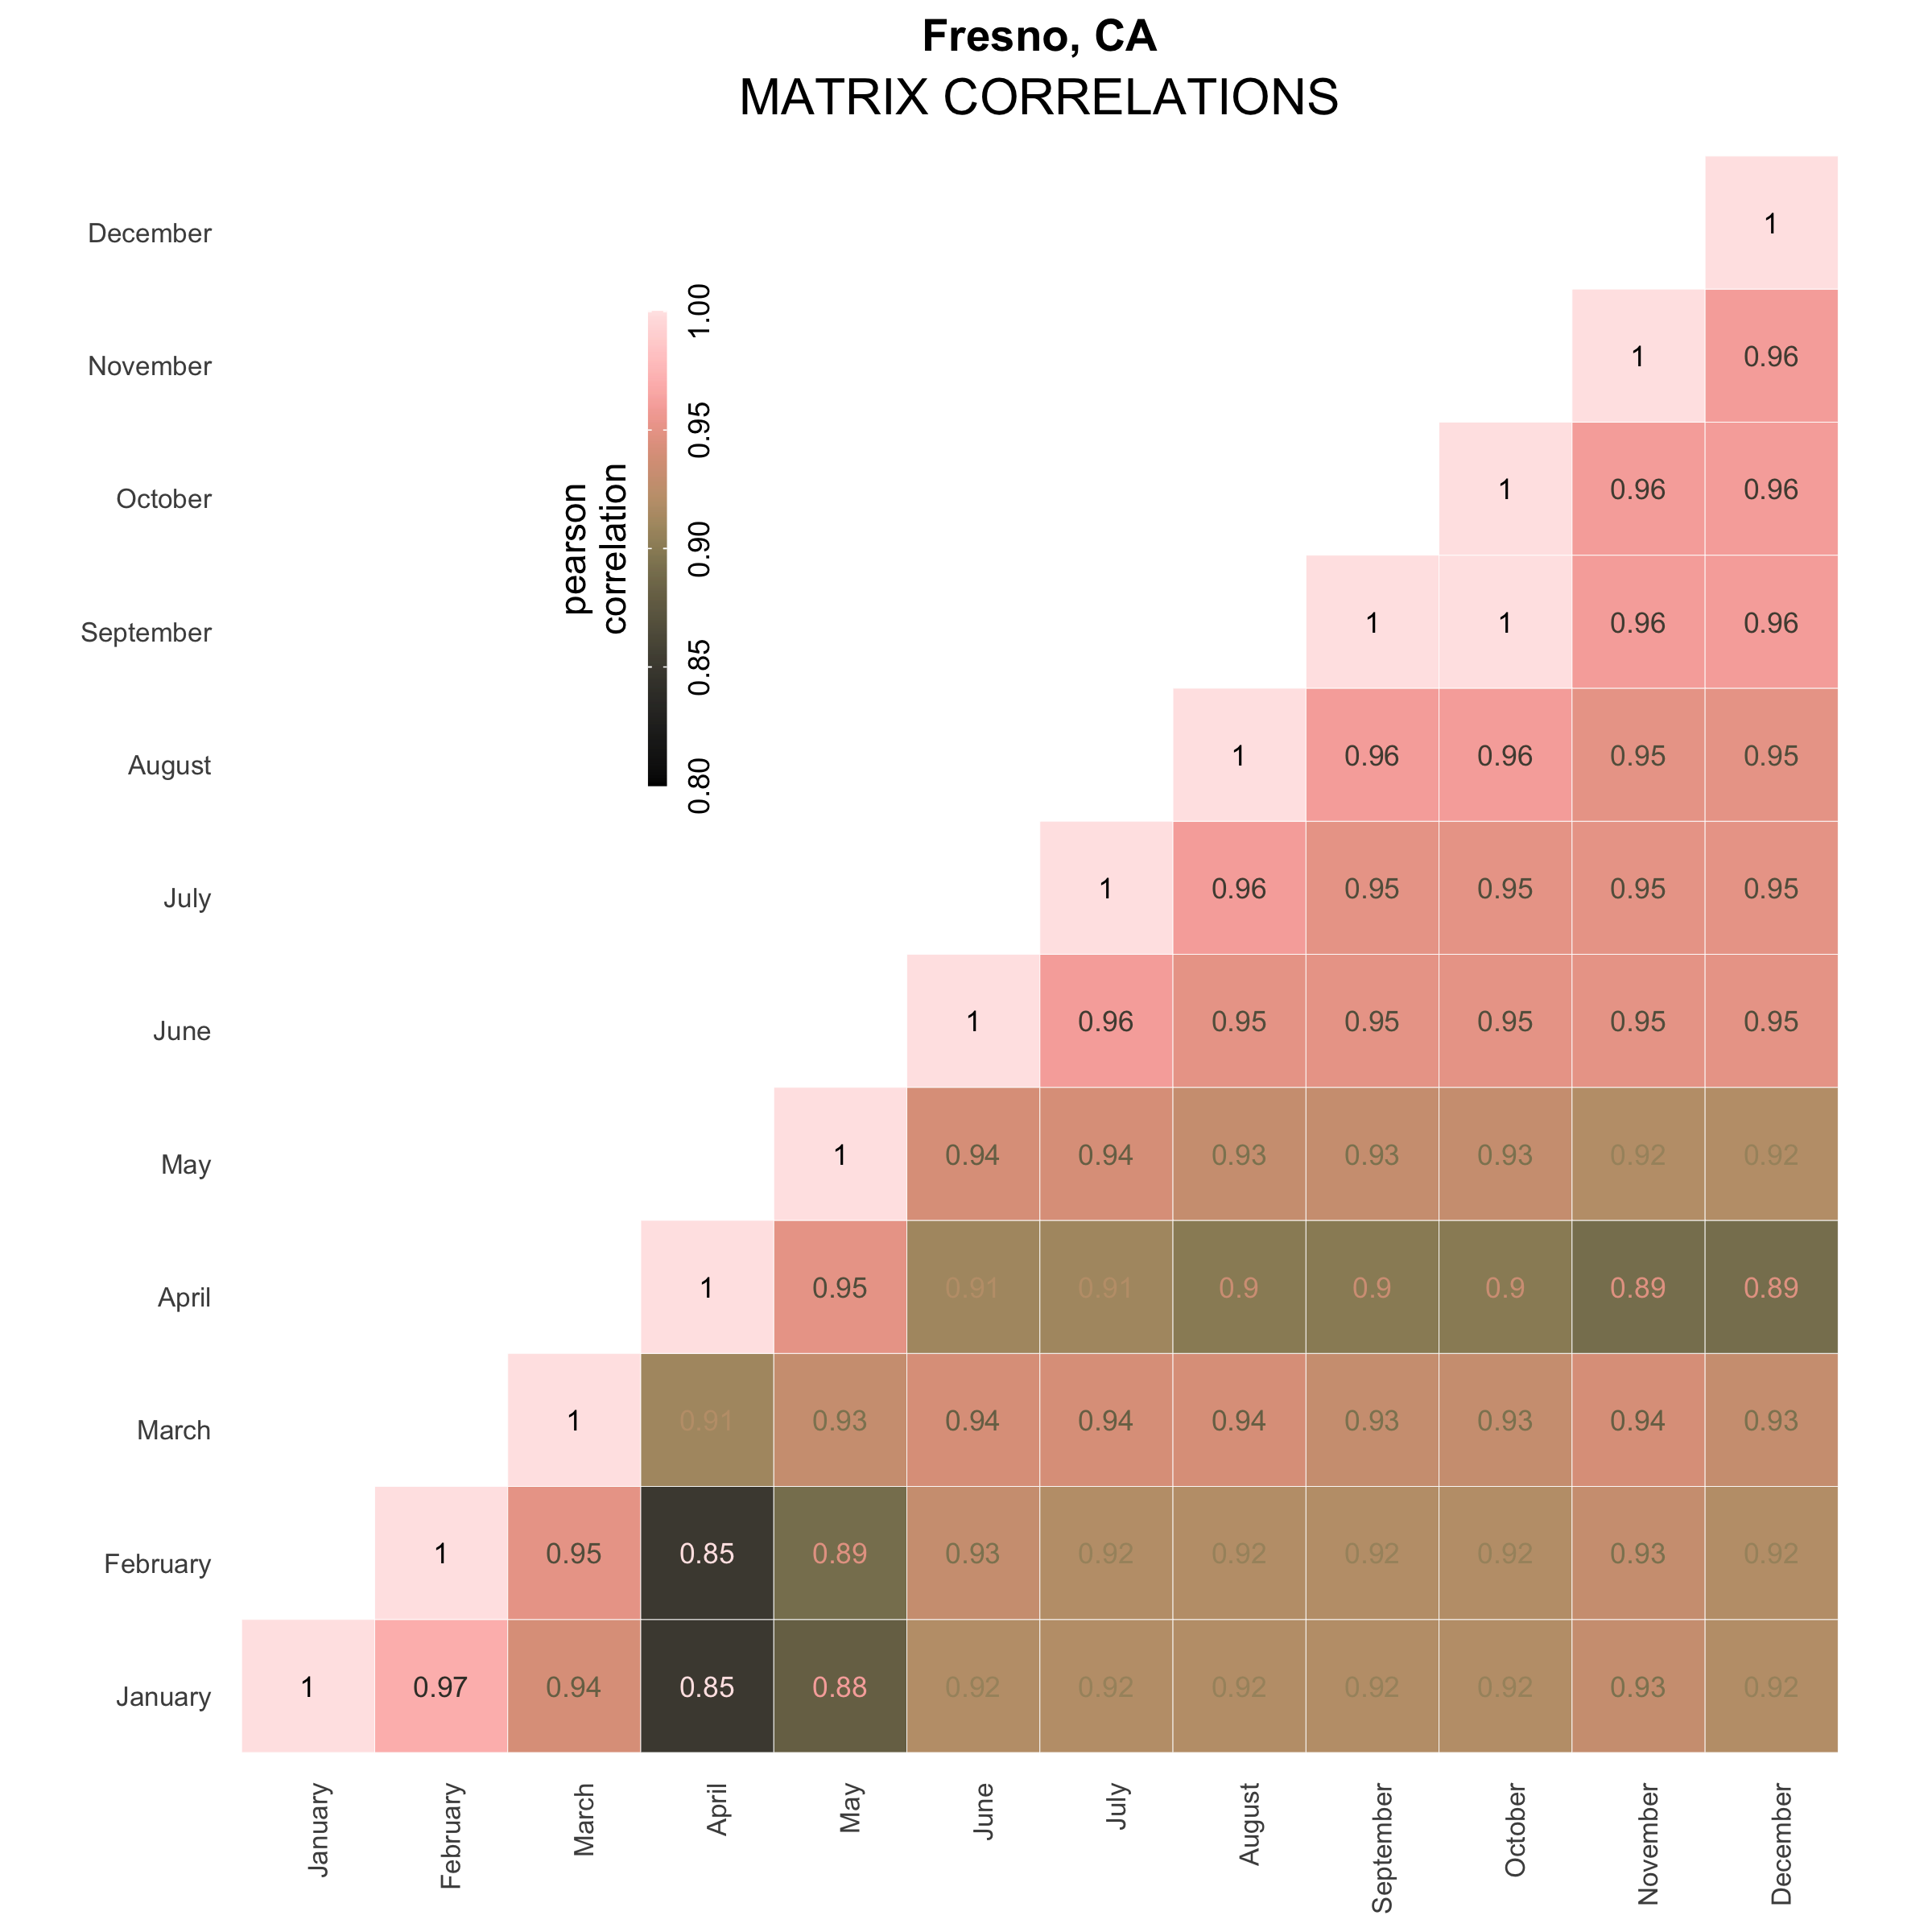 Fresno, CA
MATRIX CORRELATIONS
December 1
November 1 0.96
October 1 0.96 0.96
September 1 1 0.96 0.96
August 1 0.96 0.96 0.95 0.95
July 1 0.96 0.95 0.95 0.95 0.95
June 1 0.96 0.95 0.95 0.95 0.95 0.95
May 1 0.94 0.94 0.93 0.93 0.93 0.92 0.92
April 1 0.95 0.91 0.91 0.9 0.9 0.9 0.89 0.89
March 1 0.91 0.93 0.94 0.94 0.94 0.93 0.93 0.94 0.93
February 1 0.95 0.85 0.89 0.93 0.92 0.92 0.92 0.92 0.93 0.92
January 1 0.97 0.94 0.85 0.88 0.92 0.92 0.92 0.92 0.92 0.93 0.92
January February March April May June July August September October November December
pearson
correlation
0.80 0.85 0.90 0.95 1.00